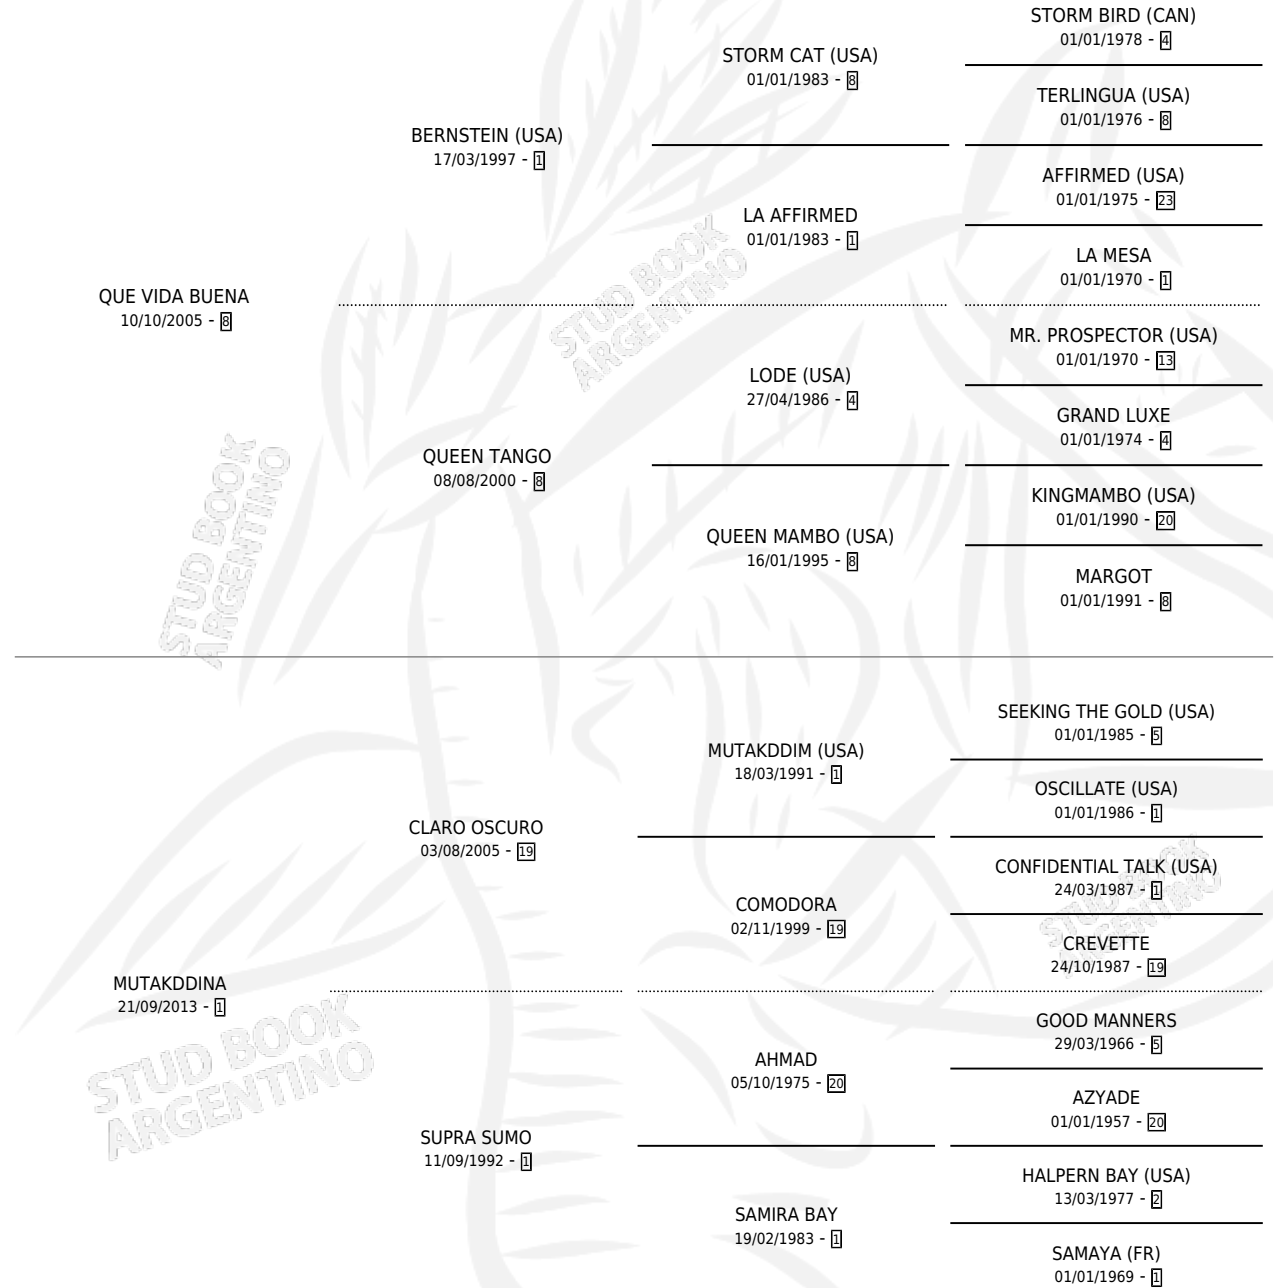 STORM BIRD (CAN)
01/01/1978 - 4
STORM CAT (USA)
01/01/1983 - 8
TERLINGUA (USA)
01/01/1976 - 8
BERNSTEIN (USA)
17/03/1997 - 1
AFFIRMED (USA)
01/01/1975 - 23
LA AFFIRMED
01/01/1983 - 1
LA MESA
01/01/1970 - 1
QUE VIDA BUENA
10/10/2005 - 8
MR. PROSPECTOR (USA)
01/01/1970 - 13
LODE (USA)
27/04/1986 - 4
GRAND LUXE
01/01/1974 - 4
QUEEN TANGO
08/08/2000 - 8
KINGMAMBO (USA)
01/01/1990 - 20
QUEEN MAMBO (USA)
16/01/1995 - 8
MARGOT
01/01/1991 - 8
SEEKING THE GOLD (USA)
01/01/1985 - 5
MUTAKDDIM (USA)
18/03/1991 - 1
OSCILLATE (USA)
01/01/1986 - 1
CLARO OSCURO
03/08/2005 - 19
CONFIDENTIAL TALK (USA)
24/03/1987 - 1
COMODORA
02/11/1999 - 19
CREVETTE
24/10/1987 - 19
MUTAKDDINA
21/09/2013 - 1
GOOD MANNERS
29/03/1966 - 5
AHMAD
05/10/1975 - 20
AZYADE
01/01/1957 - 20
SUPRA SUMO
11/09/1992 - 1
HALPERN BAY (USA)
13/03/1977 - 2
SAMIRA BAY
19/02/1983 - 1
SAMAYA (FR)
01/01/1969 - 1
STUD BOOK
ARGENTINO
STUD BOOK
ARGENTINO
STUD BOOK
ARGENTINO
STUD BOOK
ARGENTINO